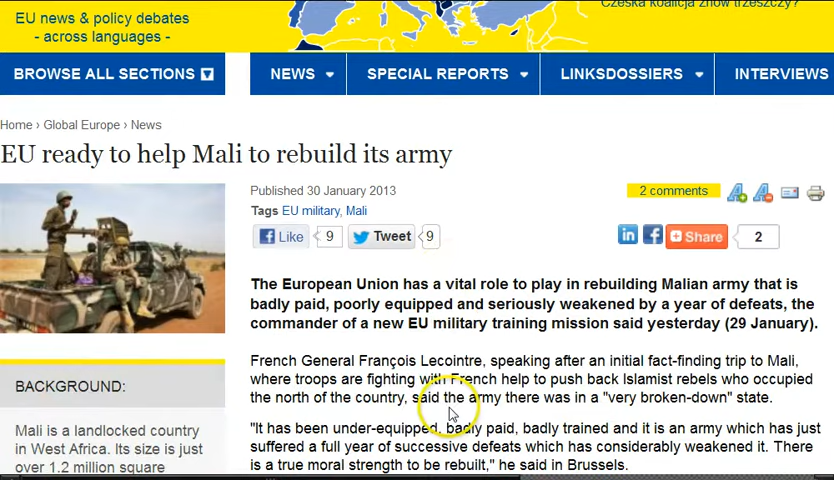 Czeska koalicja znów trzeszczy?
EU news & policy debates
- across languages -
BROWSE ALL SECTIONS
NEWS
SPECIAL REPORTS
LINKSDOSSIERS
INTERVIEWS
Home › Global Europe › News
EU ready to help Mali to rebuild its army
Published 30 January 2013
2 comments
Tags EU military, Mali
Like 9 Tweet 9
Share 2
The European Union has a vital role to play in rebuilding Malian army that is
badly paid, poorly equipped and seriously weakened by a year of defeats, the
commander of a new EU military training mission said yesterday (29 January).
French General François Lecointre, speaking after an initial fact-finding trip to Mali,
where troops are fighting with French help to push back Islamist rebels who occupied
the north of the country, said the army there was in a "very broken-down" state.
"It has been under-equipped, badly paid, badly trained and it is an army which has just
suffered a full year of successive defeats which has considerably weakened it. There
is a true moral strength to be rebuilt," he said in Brussels.
BACKGROUND:
Mali is a landlocked country
in West Africa. Its size is just
over 1.2 million square